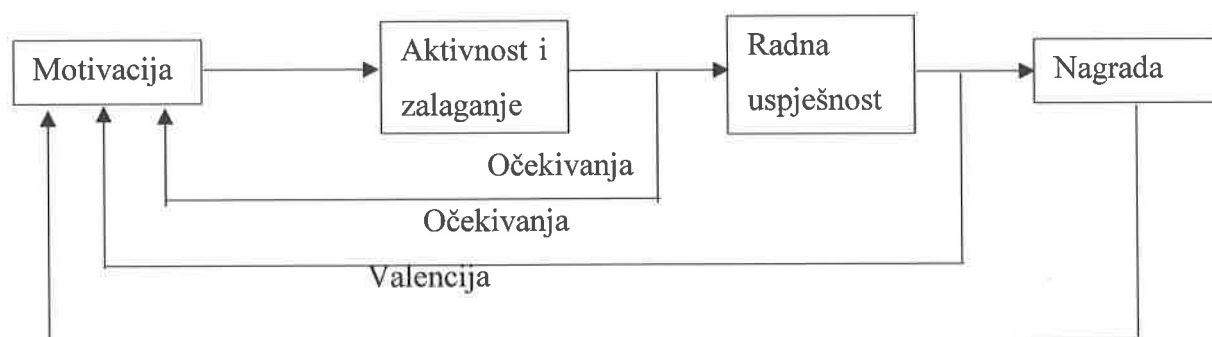 Motivacija
Aktivnost i
zalaganje
Radna
uspješnost
Nagrada
Očekivanja
Očekivanja
Valencija